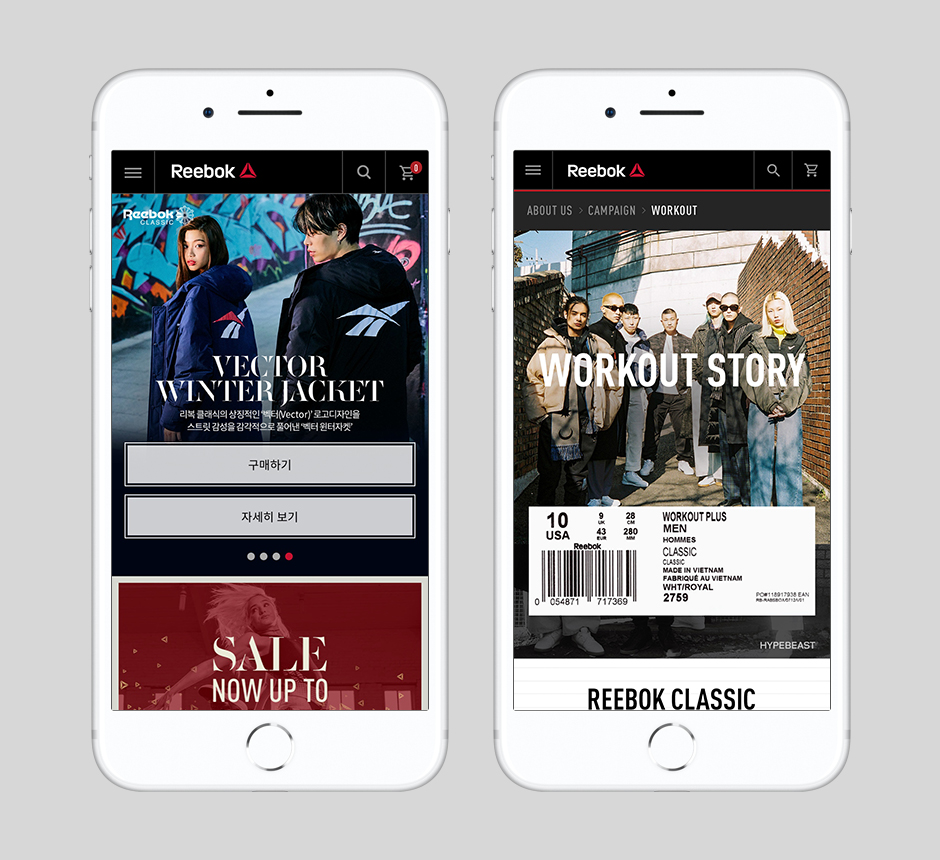 Reebok
0
Reebok
CLASSIC
VECTOR
WINTER JACKET
리복 클래식의 상징적인 '벡터(Vector)' 로고디자인을
스트릿 감성을 감각적으로 풀어낸 '벡터 윈터자켓'
구매하기
자세히 보기
SALE
NOW UP TO
Reebok
ABOUT US > CAMPAIGN > WORKOUT
WORKOUT STORY
10
USA
9
UK
28
CM
43
EUR
280
MM
Reebok
0 054871 717369
WORKOUT PLUS
MEN
HOMMES
CLASSIC
CLASSIC
MADE IN VIETNAM
FABRIQUÉ AU VIETNAM
WHT/ROYAL
2759
PO#118917938 EAN
HYPEBEAST
REEBOK CLASSIC